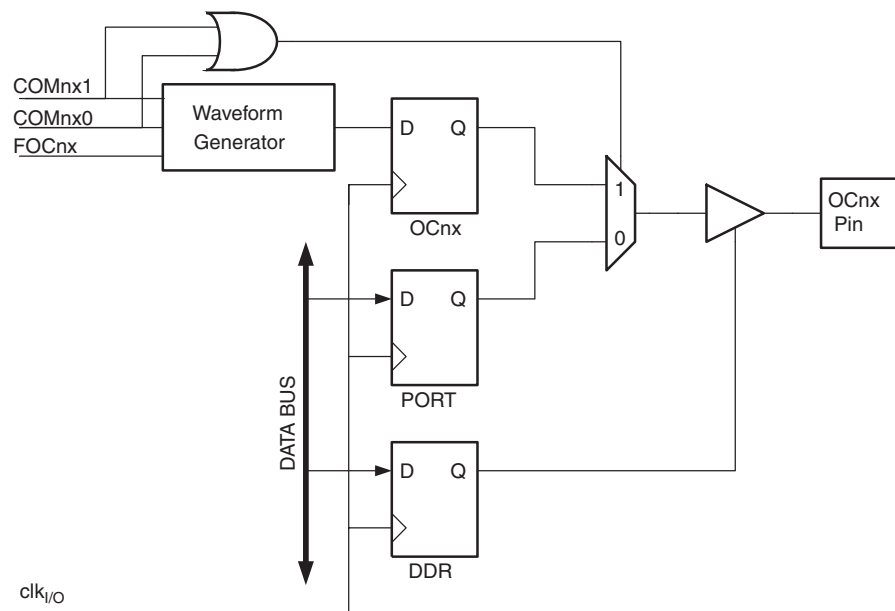 COMnx1
COMnx0
FOCnx
Waveform
Generator
D Q
OCnx
1
0
OCnx
Pin
D Q
PORT
D Q
DDR
DATA BUS
clkI/O